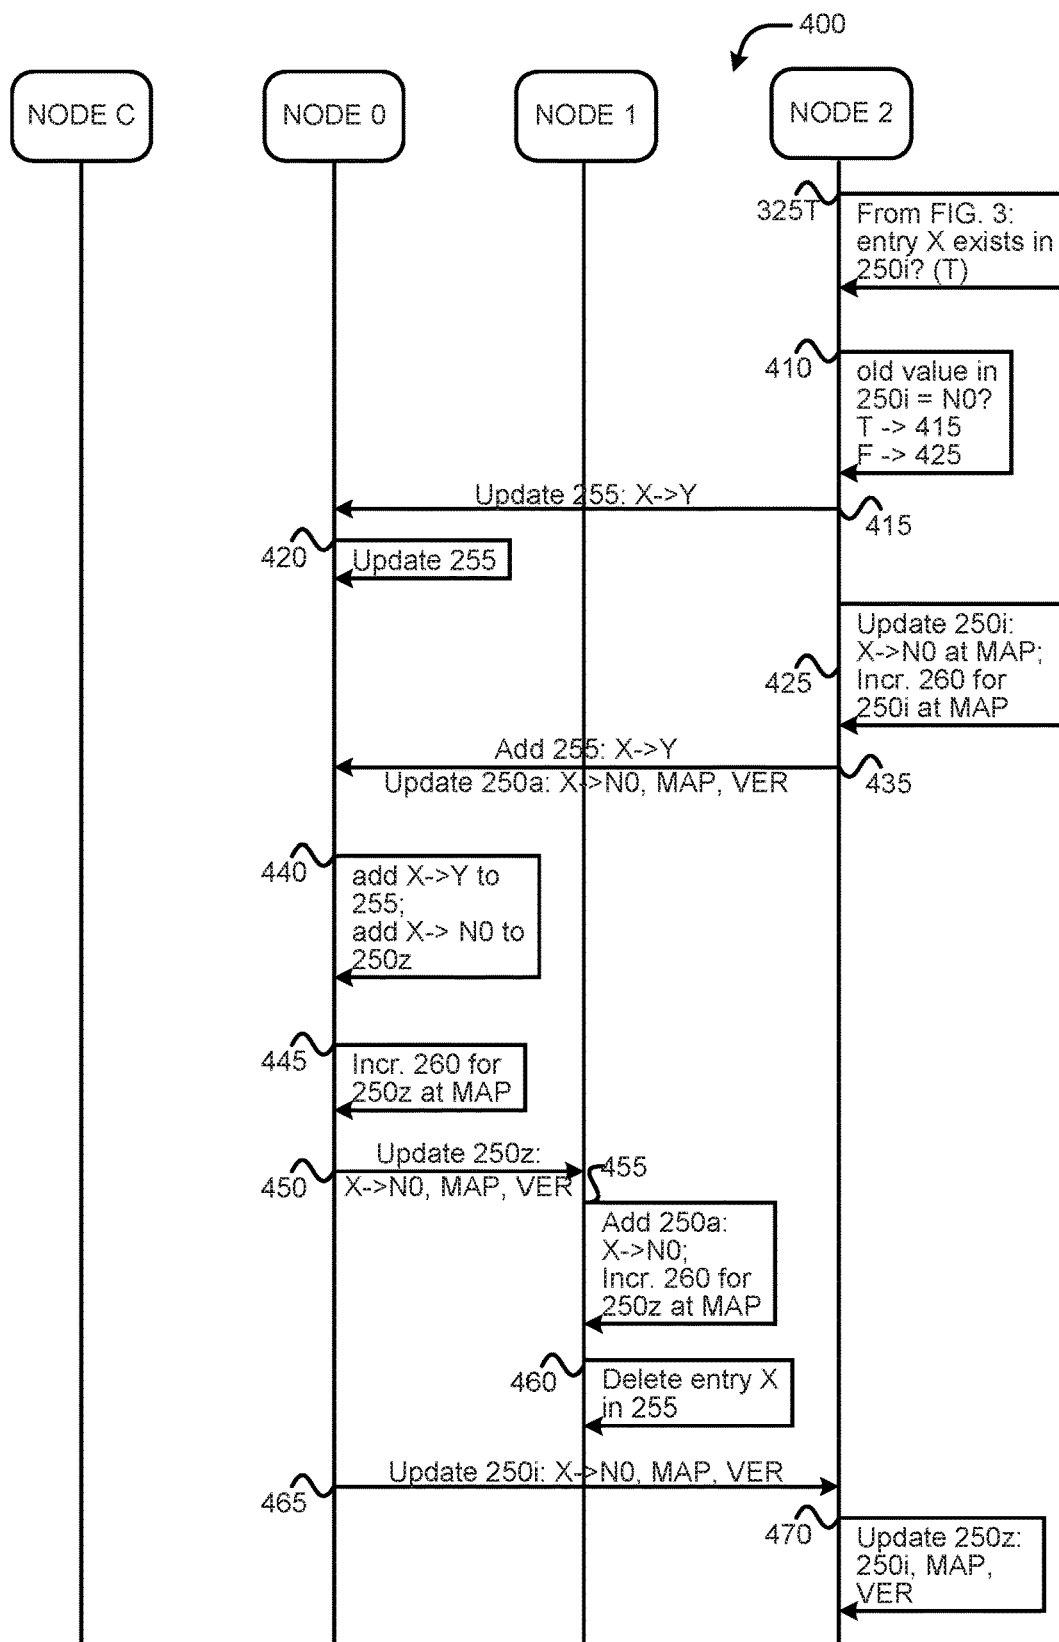 400
NODE C
NODE 0
NODE 1
NODE 2
325T
From FIG. 3:
entry X exists in
250i? (T)
410
old value in
250i = N0?
T -> 415
F -> 425
Update 255: X->Y
415
420
Update 255
425
Update 250i:
X->N0 at MAP;
Incr. 260 for
250i at MAP
Add 255: X->Y
Update 250a: X->N0, MAP, VER
435
440
add X->Y to
255;
add X-> N0 to
250z
445
Incr. 260 for
250z at MAP
450
Update 250z:
X->N0, MAP, VER
455
Add 250a:
X->N0;
Incr. 260 for
250z at MAP
460
Delete entry X
in 255
465
Update 250i: X->N0, MAP, VER
470
Update 250z:
250i, MAP,
VER